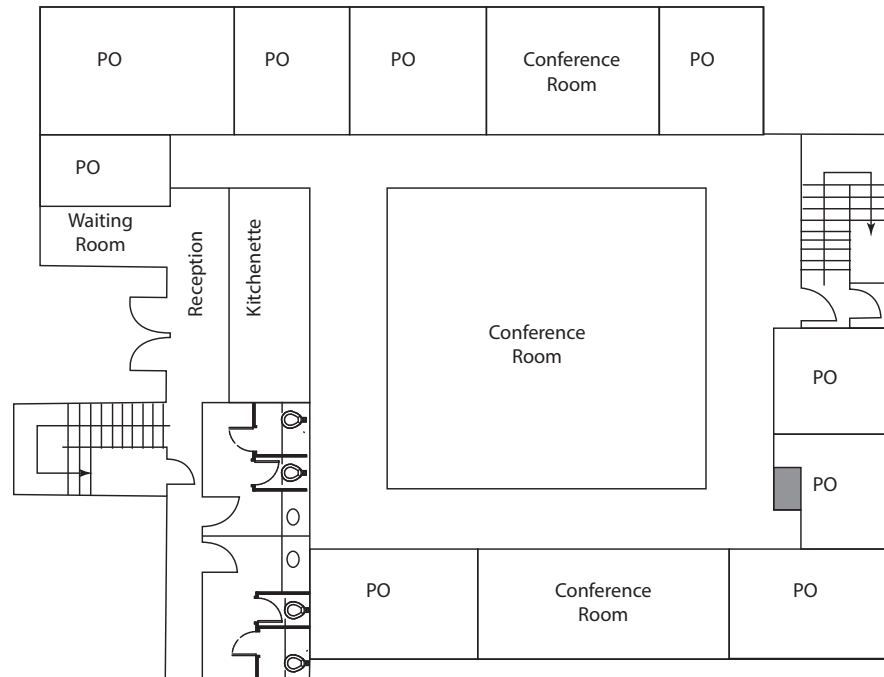 PO
PO
PO
Conference
Room
PO
PO
Waiting
Room
Reception
Kitchenette
Conference
Room
PO
PO
PO
Conference
Room
PO